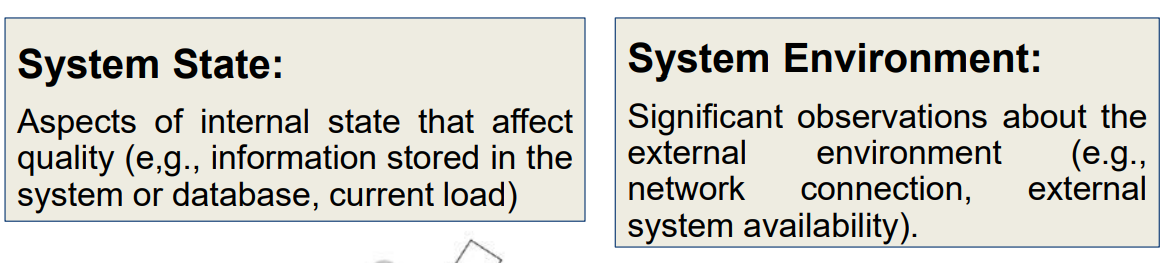 System State:
Aspects of internal state that affect
quality (e,g., information stored in the
system or database, current load)
System Environment:
Significant observations about the
external environment (e.g.,
network connection, external
system availability).